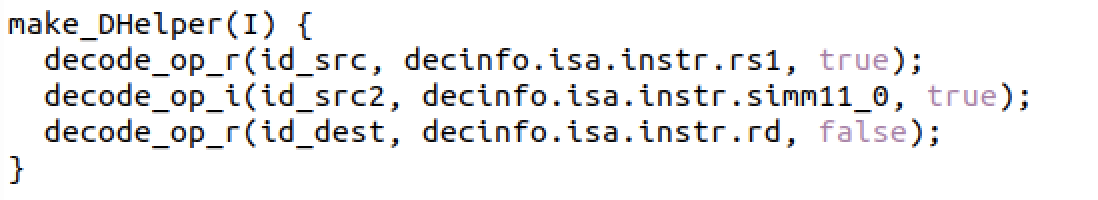 make_DHelper(I) {
  decode_op_r(id_src, decinfo.isa.instr.rs1, true);
  decode_op_i(id_src2, decinfo.isa.instr.simm11_0, true);
  decode_op_r(id_dest, decinfo.isa.instr.rd, false);
}